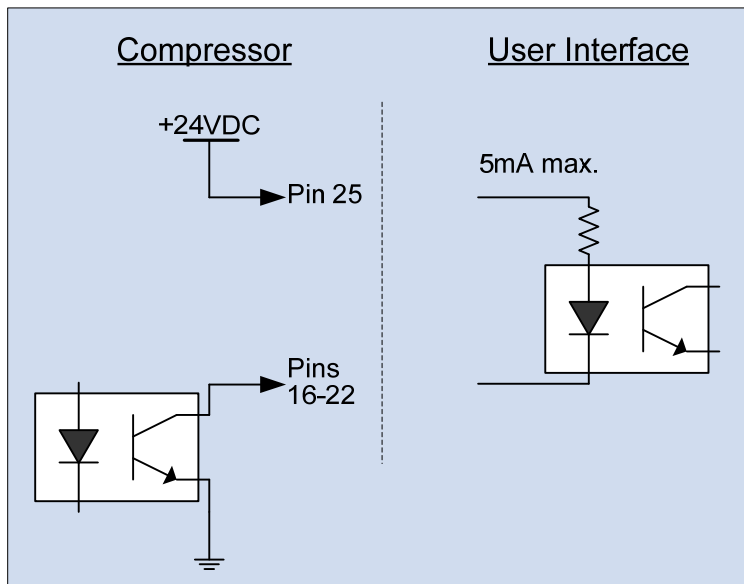 Compressor
User Interface
+24VDC
Pin 25
5mA max.
Pins
16-22